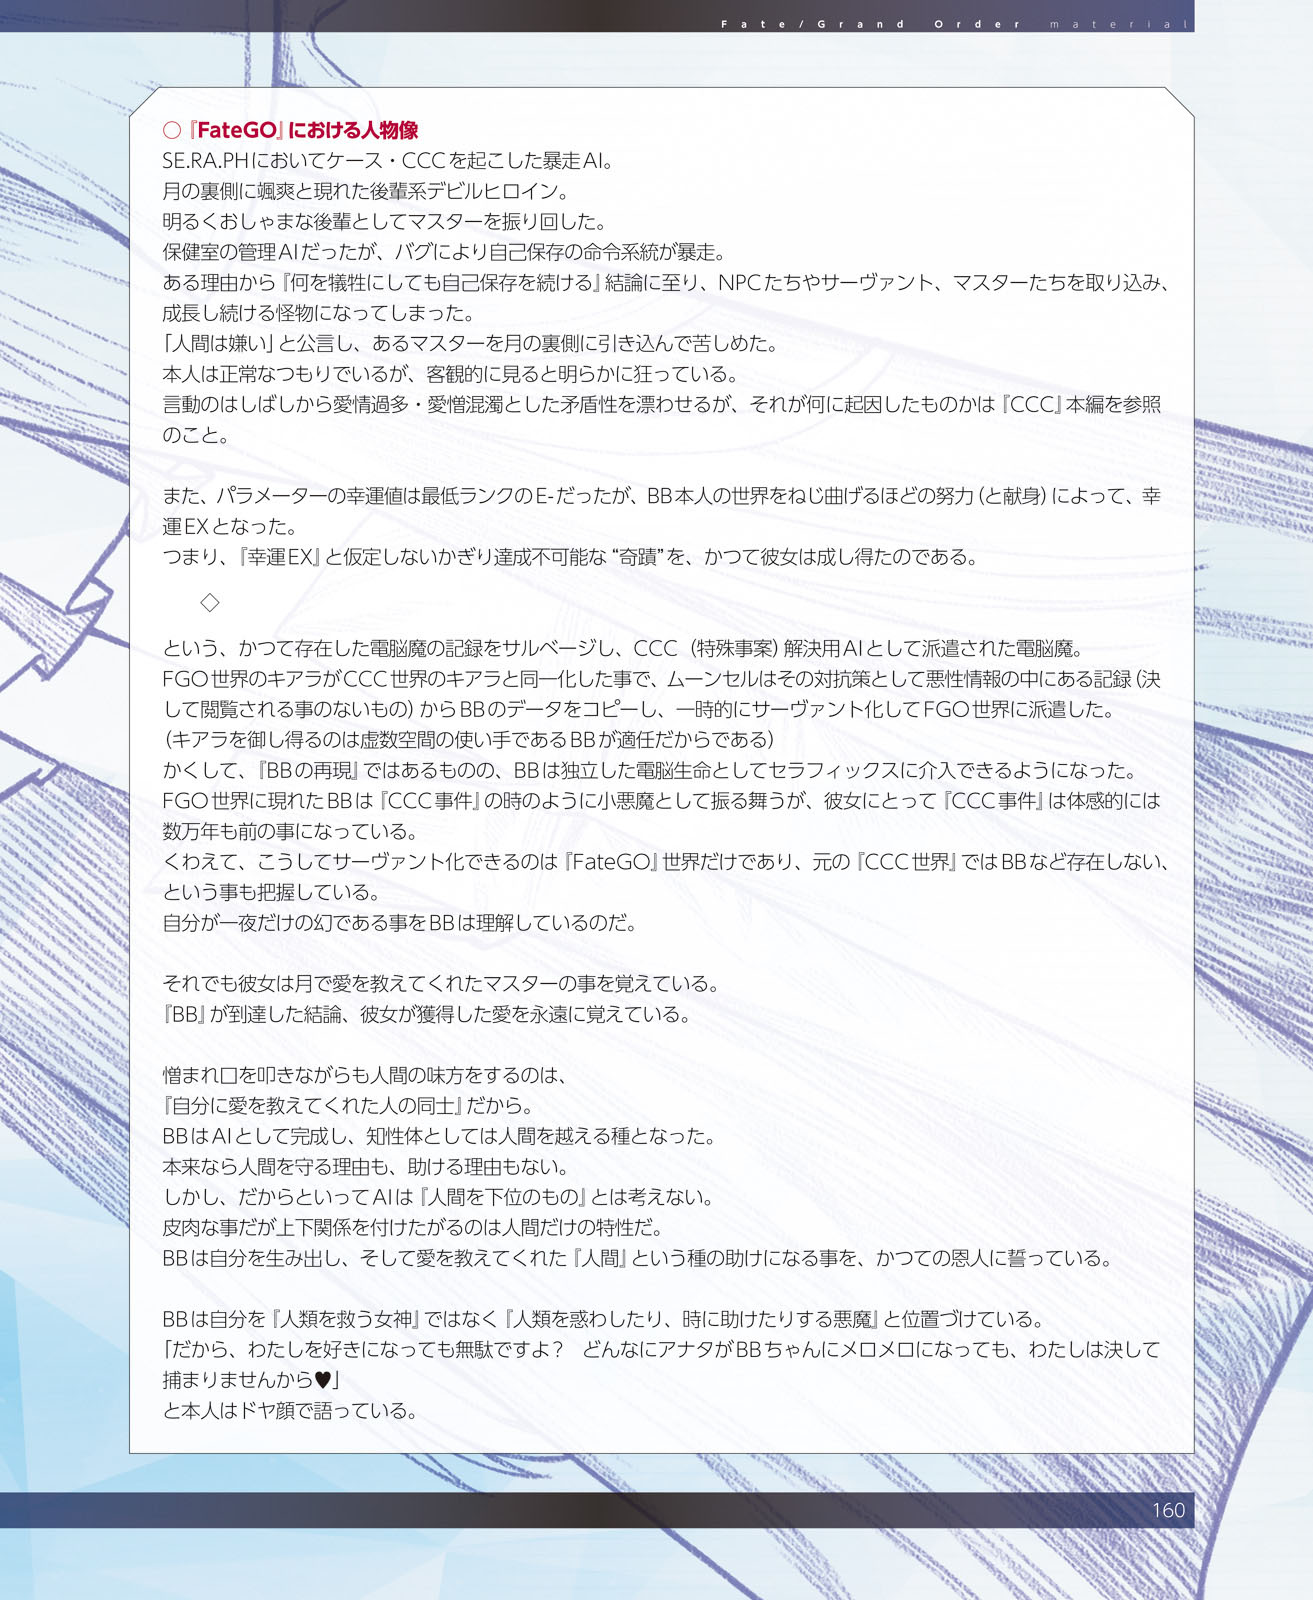 Fate/Grand Order material
○『FateGO』における人物像
SE.RA.PHにおいてケース・CCCを起こした暴走AI。
月の裏側に颯爽と現れた後輩系デビルヒロイン。
明るくおしゃまな後輩としてマスターを振り回した。
保健室の管理AIだったが、バグにより自己保存の命令系統が暴走。
ある理由から『何を犠牲にしても自己保存を続ける』結論に至り、NPCたちやサーヴァント、マスターたちを取り込み、
成長し続ける怪物になってしまった。
「人間は嫌い」と公言し、あるマスターを月の裏側に引き込んで苦しめた。
本人は正常なつもりでいるが、客観的に見ると明らかに狂っている。
言動のはしばしから愛情過多・愛憎混濁とした矛盾性を漂わせるが、それが何に起因したものかは『CCC』本編を参照
のこと。
また、パラメーターの幸運値は最低ランクのE-だったが、BB本人の世界をねじ曲げるほどの努力（と献身）によって、幸
運EXとなった。
つまり、『幸運EX』と仮定しないかぎり達成不可能な“奇蹟”を、かつて彼女は成し得たのである。
◇
という、かつて存在した電脳魔の記録をサルベージし、CCC（特殊事案）解決用AIとして派遣された電脳魔。
FGO世界のキアラがCCC世界のキアラと同一化した事で、ムーンセルはその対抗策として悪性情報の中にある記録（決
して閲覧される事のないもの）からBBのデータをコピーし、一時的にサーヴァント化してFGO世界に派遣した。
（キアラを御し得るのは虚数空間の使い手であるBBが適任だからである）
かくして、『BBの再現』ではあるものの、BBは独立した電脳生命としてセラフィックスに介入できるようになった。
FGO世界に現れたBBは『CCC事件』の時のように小悪魔として振る舞うが、彼女にとって『CCC事件』は体感的には
数万年も前の事になっている。
くわえて、こうしてサーヴァント化できるのは『FateGO』世界だけであり、元の『CCC世界』ではBBなど存在しない、
という事も把握している。
自分が一夜だけの幻である事をBBは理解しているのだ。
それでも彼女は月で愛を教えてくれたマスターの事を覚えている。
『BB』が到達した結論、彼女が獲得した愛を永遠に覚えている。
憎まれ口を叩きながらも人間の味方をするのは、
『自分に愛を教えてくれた人の同士』だから。
BBはAIとして完成し、知性体としては人間を越える種となった。
本来なら人間を守る理由も、助ける理由もない。
しかし、だからといってAIは『人間を下位のもの』とは考えない。
皮肉な事だが上下関係を付けたがるのは人間だけの特性だ。
BBは自分を生み出し、そして愛を教えてくれた『人間』という種の助けになる事を、かつての恩人に誓っている。
BBは自分を『人類を救う女神』ではなく『人類を惑わしたり、時に助けたりする悪魔』と位置づけている。
「だから、わたしを好きになっても無駄ですよ？　どんなにアナタがBBちゃんにメロメロになっても、わたしは決して
捕まりませんから♥」
と本人はドヤ顔で語っている。
160